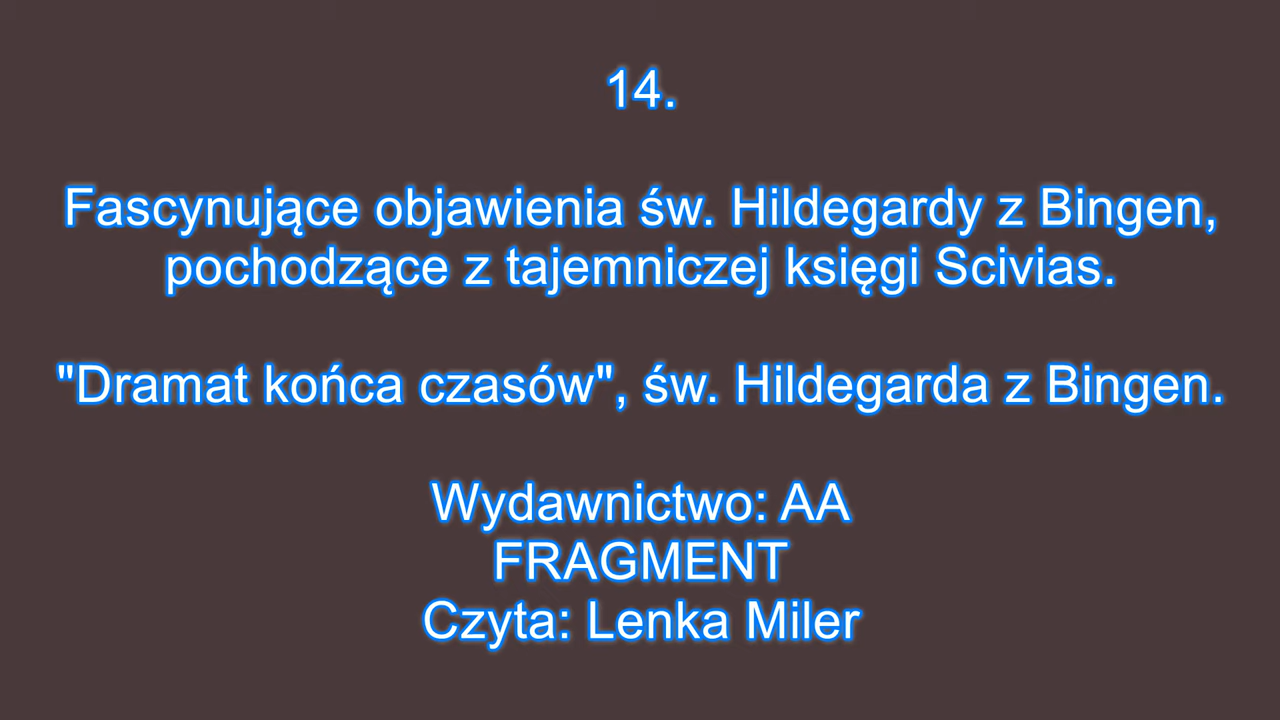 14.
Fascynujące objawienia św. Hildegardy z Bingen,
pochodzące z tajemniczej księgi Scivias.
"Dramat końca czasów", św. Hildegarda z Bingen.
Wydawnictwo: AA
FRAGMENT
Czyta: Lenka Miler